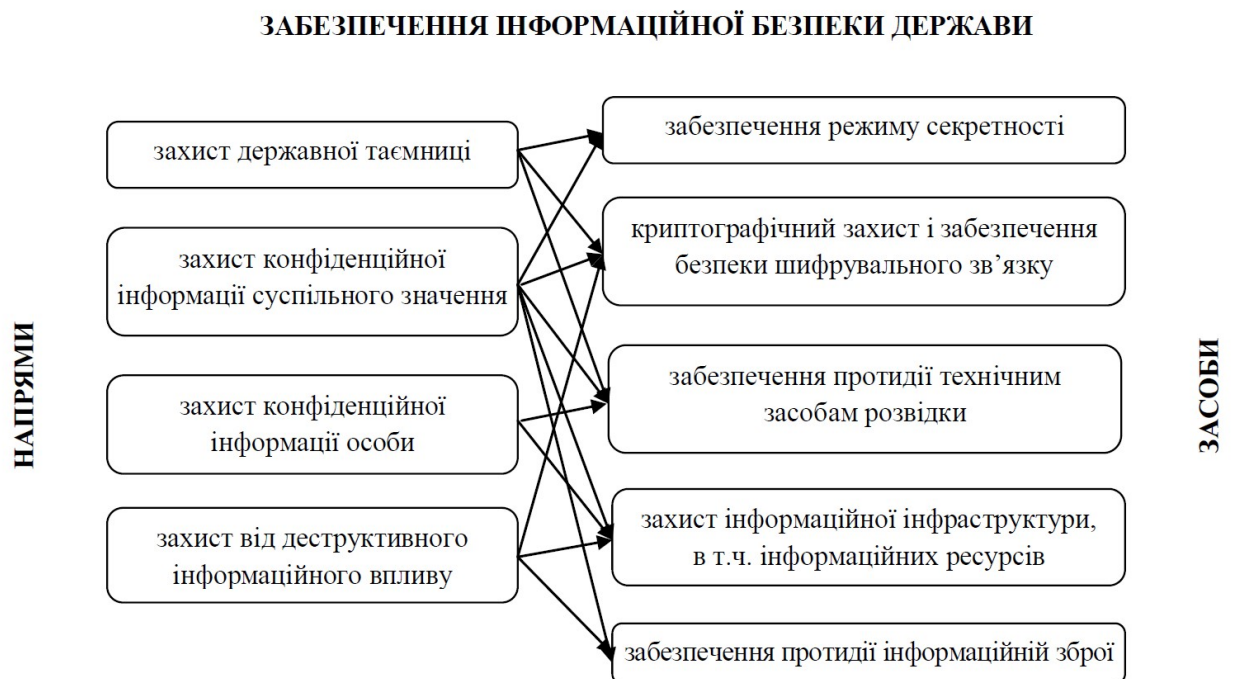 ЗАБЕЗПЕЧЕННЯ ІНФОРМАЦІЙНОЇ БЕЗПЕКИ ДЕРЖАВИ
НАПРЯМИ
захист державної таємниці
захист конфіденційної
інформації суспільного значення
захист конфіденційної
інформації особи
захист від деструктивного
інформаційного впливу
забезпечення режиму секретності
криптографічний захист і забезпечення
безпеки шифрувального зв’язку
забезпечення протидії технічним
засобам розвідки
захист інформаційної інфраструктури,
в т.ч. інформаційних ресурсів
забезпечення протидії інформаційній зброї
ЗАСОБИ